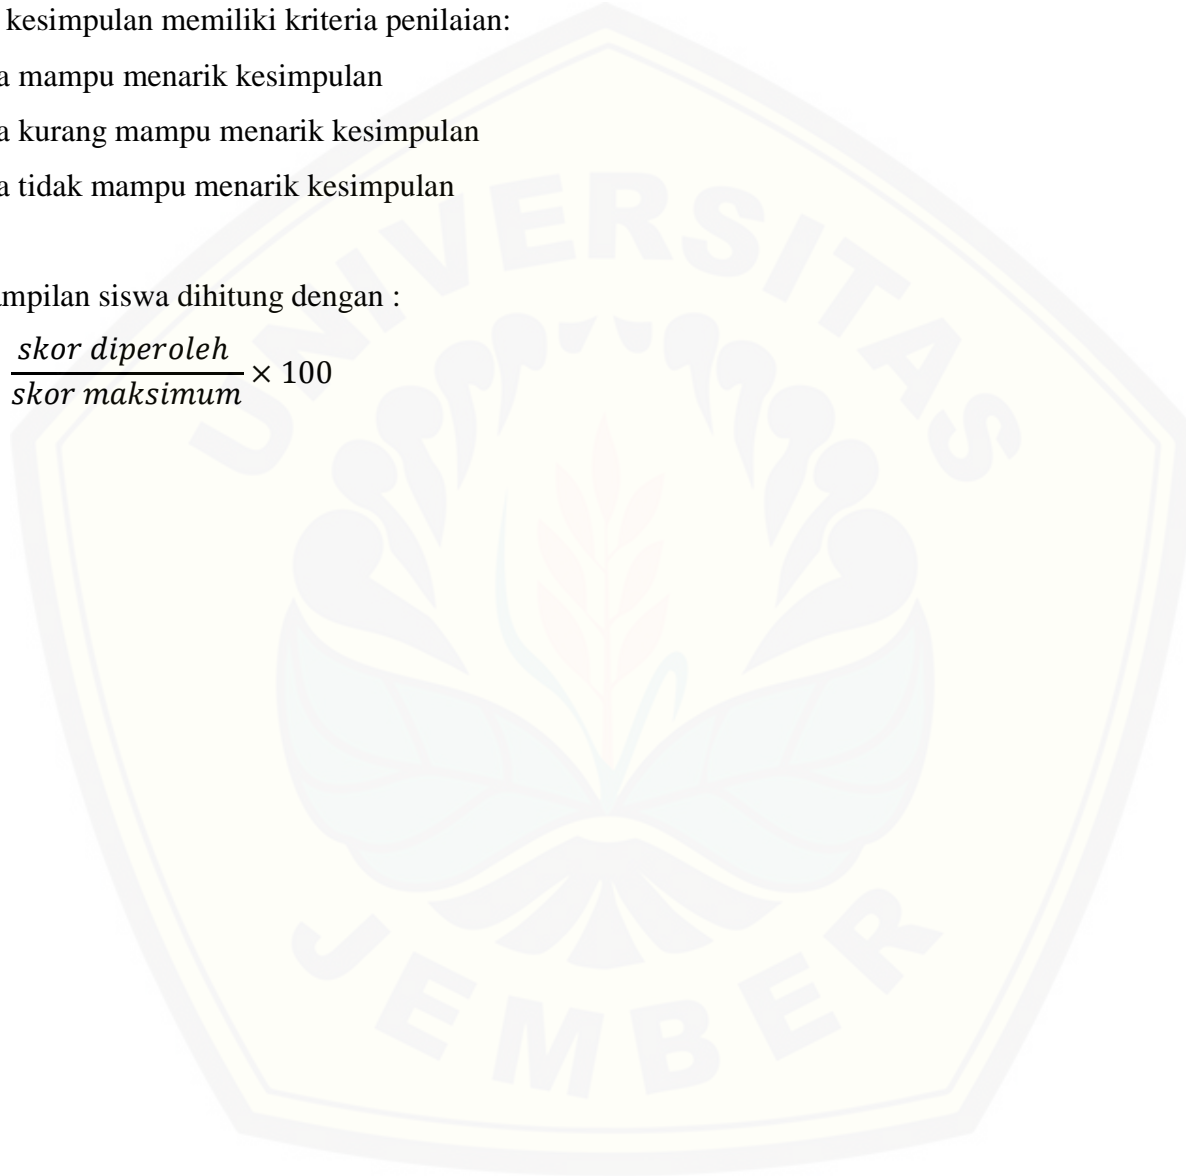 kesimpulan memiliki kriteria penilaian:
a mampu menarik kesimpulan
a kurang mampu menarik kesimpulan
a tidak mampu menarik kesimpulan
ampilan siswa dihitung dengan :
skor diperoleh
skor maksimum
× 100
UNIVERSITAS
JEMBER